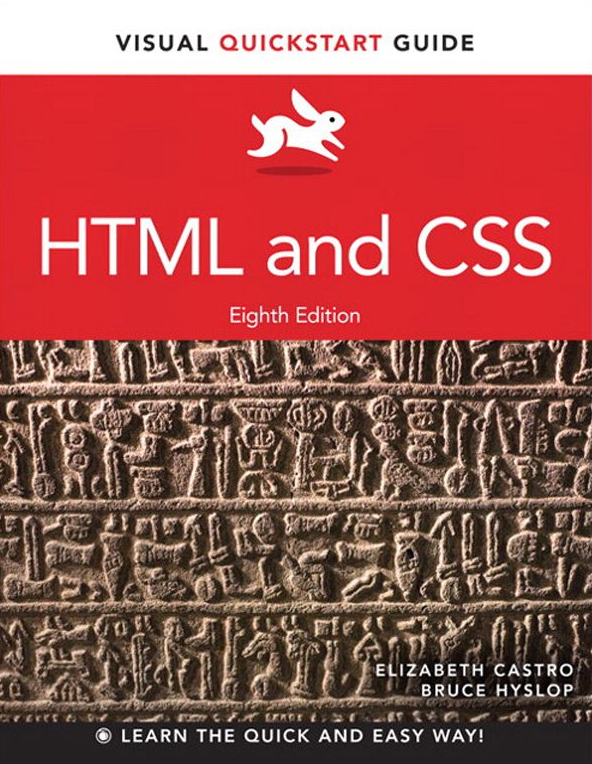 VISUAL QUICKSTART GUIDE
HTML and CSS
Eighth Edition
ELIZABETH CASTRO
BRUCE HYSLOP
LEARN THE QUICK AND EASY WAY!